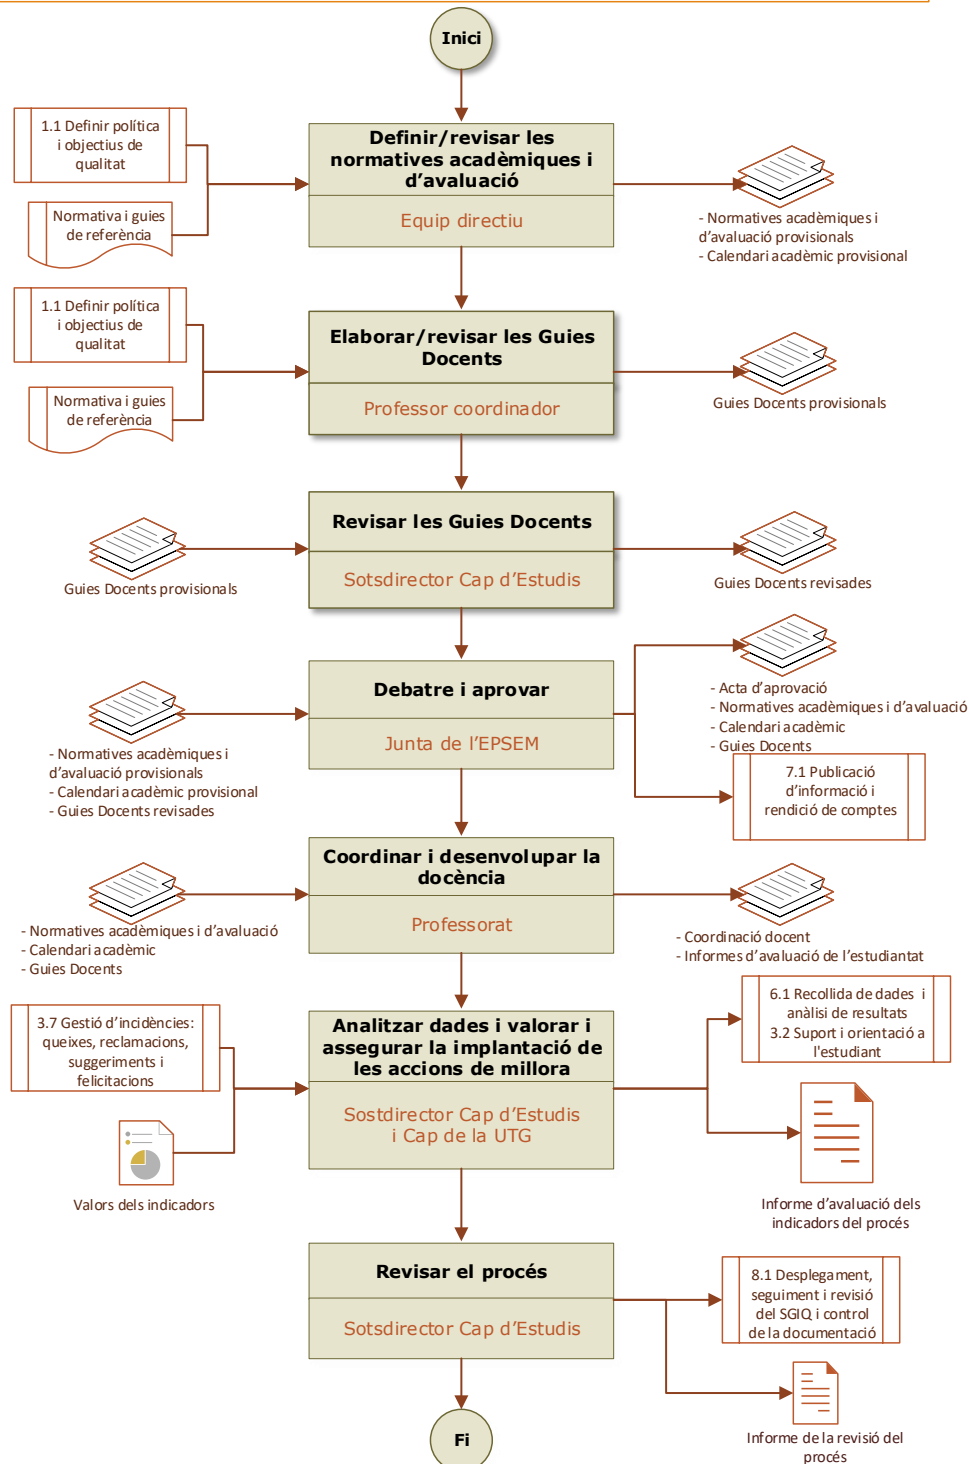 Inici
1.1 Definir política
i objectius de
qualitat
Normativa i guies
de referència
Definir/revisar les
normatives acadèmiques i
d’avaluació
Equip directiu
- Normatives acadèmiques i
d’avaluació provisionals
- Calendari acadèmic provisional
1.1 Definir política
i objectius de
qualitat
Normativa i guies
de referència
Elaborar/revisar les Guies
Docents
Professor coordinador
Guies Docents provisionals
Guies Docents provisionals
Revisar les Guies Docents
Sotsdirector Cap d’Estudis
Guies Docents revisades
- Normatives acadèmiques i
d’avaluació provisionals
- Calendari acadèmic provisional
- Guies Docents revisades
Debatre i aprovar
Junta de l’EPSEM
- Acta d’aprovació
- Normatives acadèmiques i d’avaluació
- Calendari acadèmic
- Guies Docents
7.1 Publicació
d’informació i
rendició de comptes
- Normatives acadèmiques i d’avaluació
- Calendari acadèmic
- Guies Docents
Coordinar i desenvolupar la
docència
Professorat
- Coordinació docent
- Informes d’avaluació de l’estudiantat
3.7 Gestió d’incidències:
queixes, reclamacions,
suggeriments i
felicitacions
Valors dels indicadors
Analitzar dades i valorar i
assegurar la implantació de
les accions de millora
Sostdirector Cap d’Estudis
i Cap de la UTG
6.1 Recollida de dades i
anàlisi de resultats
3.2 Suport i orientació a
l'estudiant
Informe d’avaluació dels
indicadors del procés
Revisar el procés
Sotsdirector Cap d’Estudis
8.1 Desplegament,
seguiment i revisió
del SGIQ i control
de la documentació
Informe de la revisió del
procés
Fi